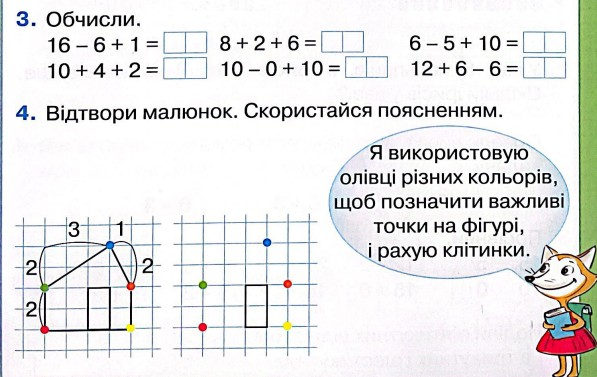 3. Обчисли.
16 – 6 + 1 =
8 + 2 + 6 =
6 – 5 + 10 =
10 + 4 + 2 =
10 – 0 + 10 =
12 + 6 – 6 =
4. Відтвори малюнок. Скористайся поясненням.
Я використовую
олівці різних кольорів,
щоб позначити важливі
точки на фігурі,
і рахую клітинки.
3
1
2
2
2